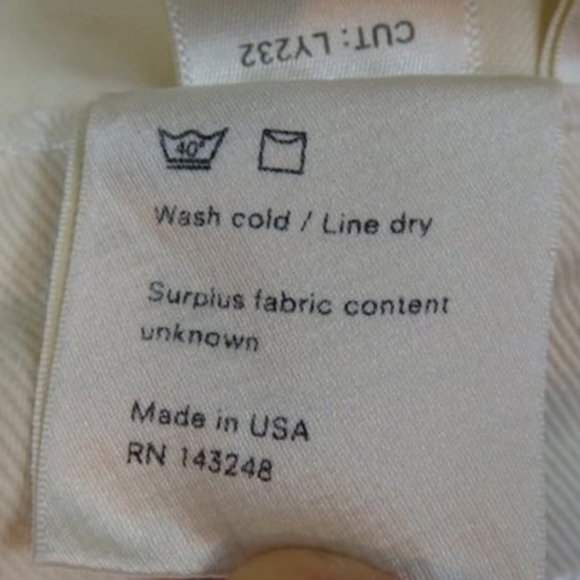 CUT: LY232
40°
Wash cold / Line dry
Surplus fabric content
unknown
Made in USA
RN 143248